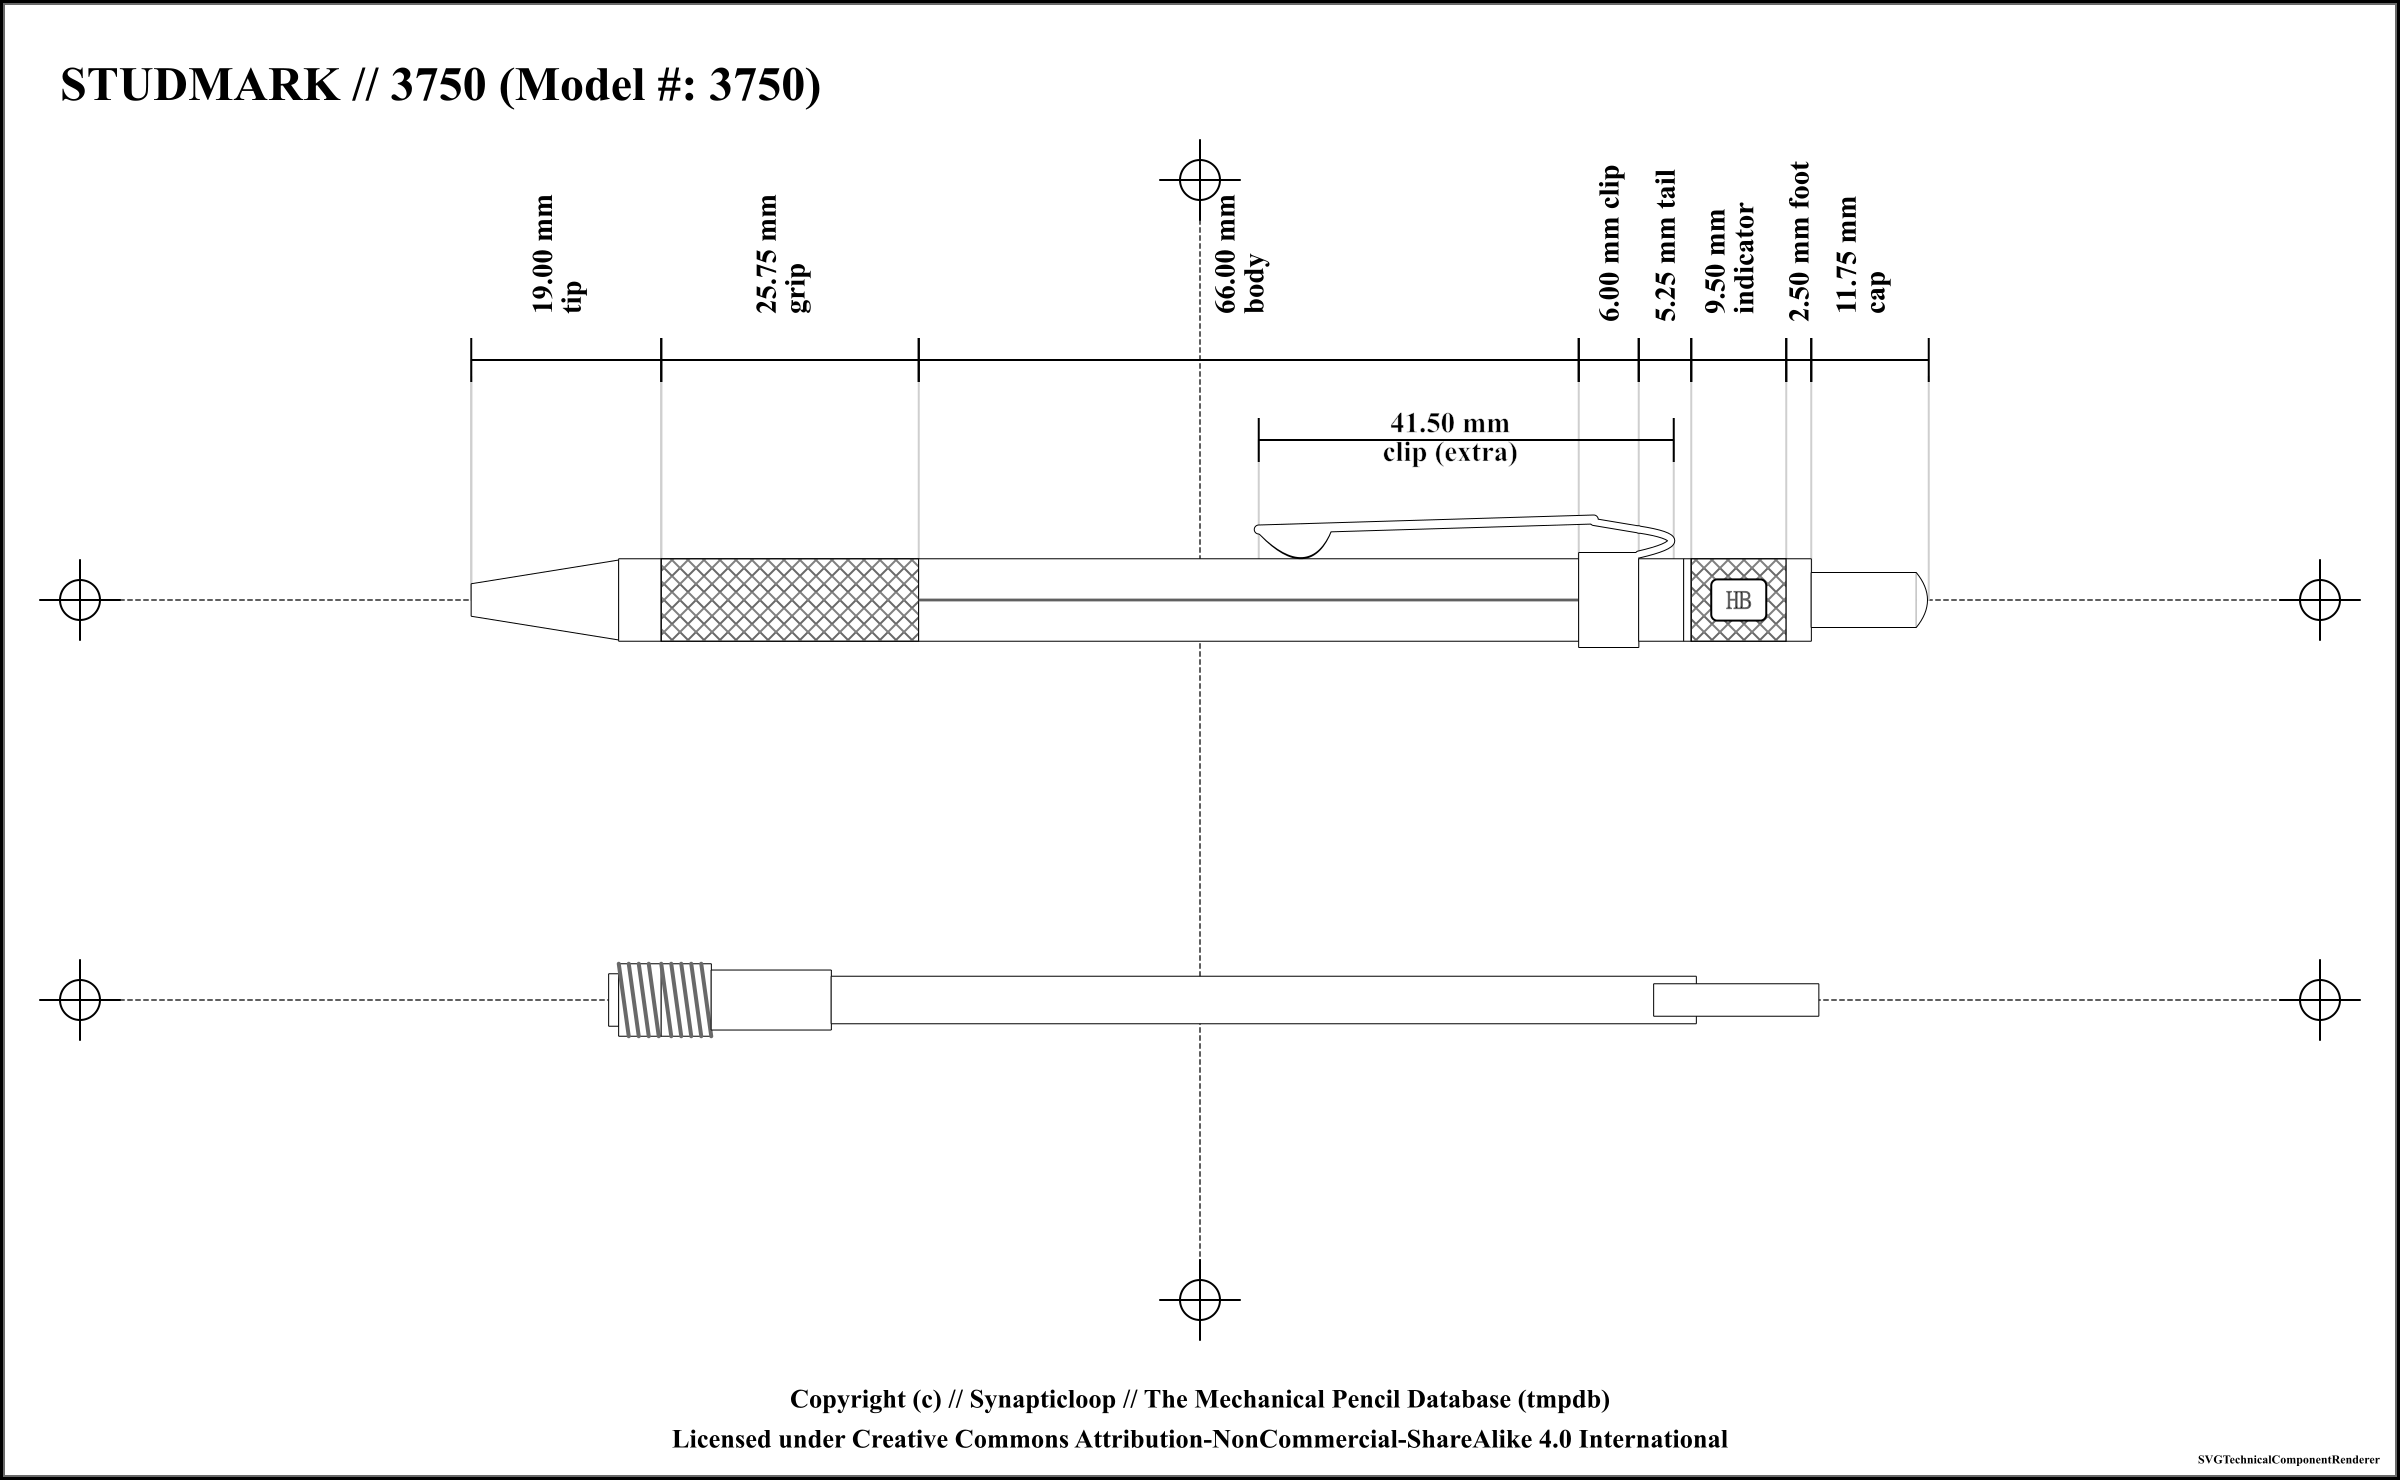 STUDMARK // 3750 (Model #: 3750)
19.00 mm
tip
25.75 mm
grip
66.00 mm
body
6.00 mm clip
5.25 mm tail
9.50 mm
indicator
2.50 mm foot
11.75 mm
cap
41.50 mm
clip (extra)
HB
Copyright (c) // Synapticloop // The Mechanical Pencil Database (tmpdb)
Licensed under Creative Commons Attribution-NonCommercial-ShareAlike 4.0 International
SVGTechnicalComponentRenderer